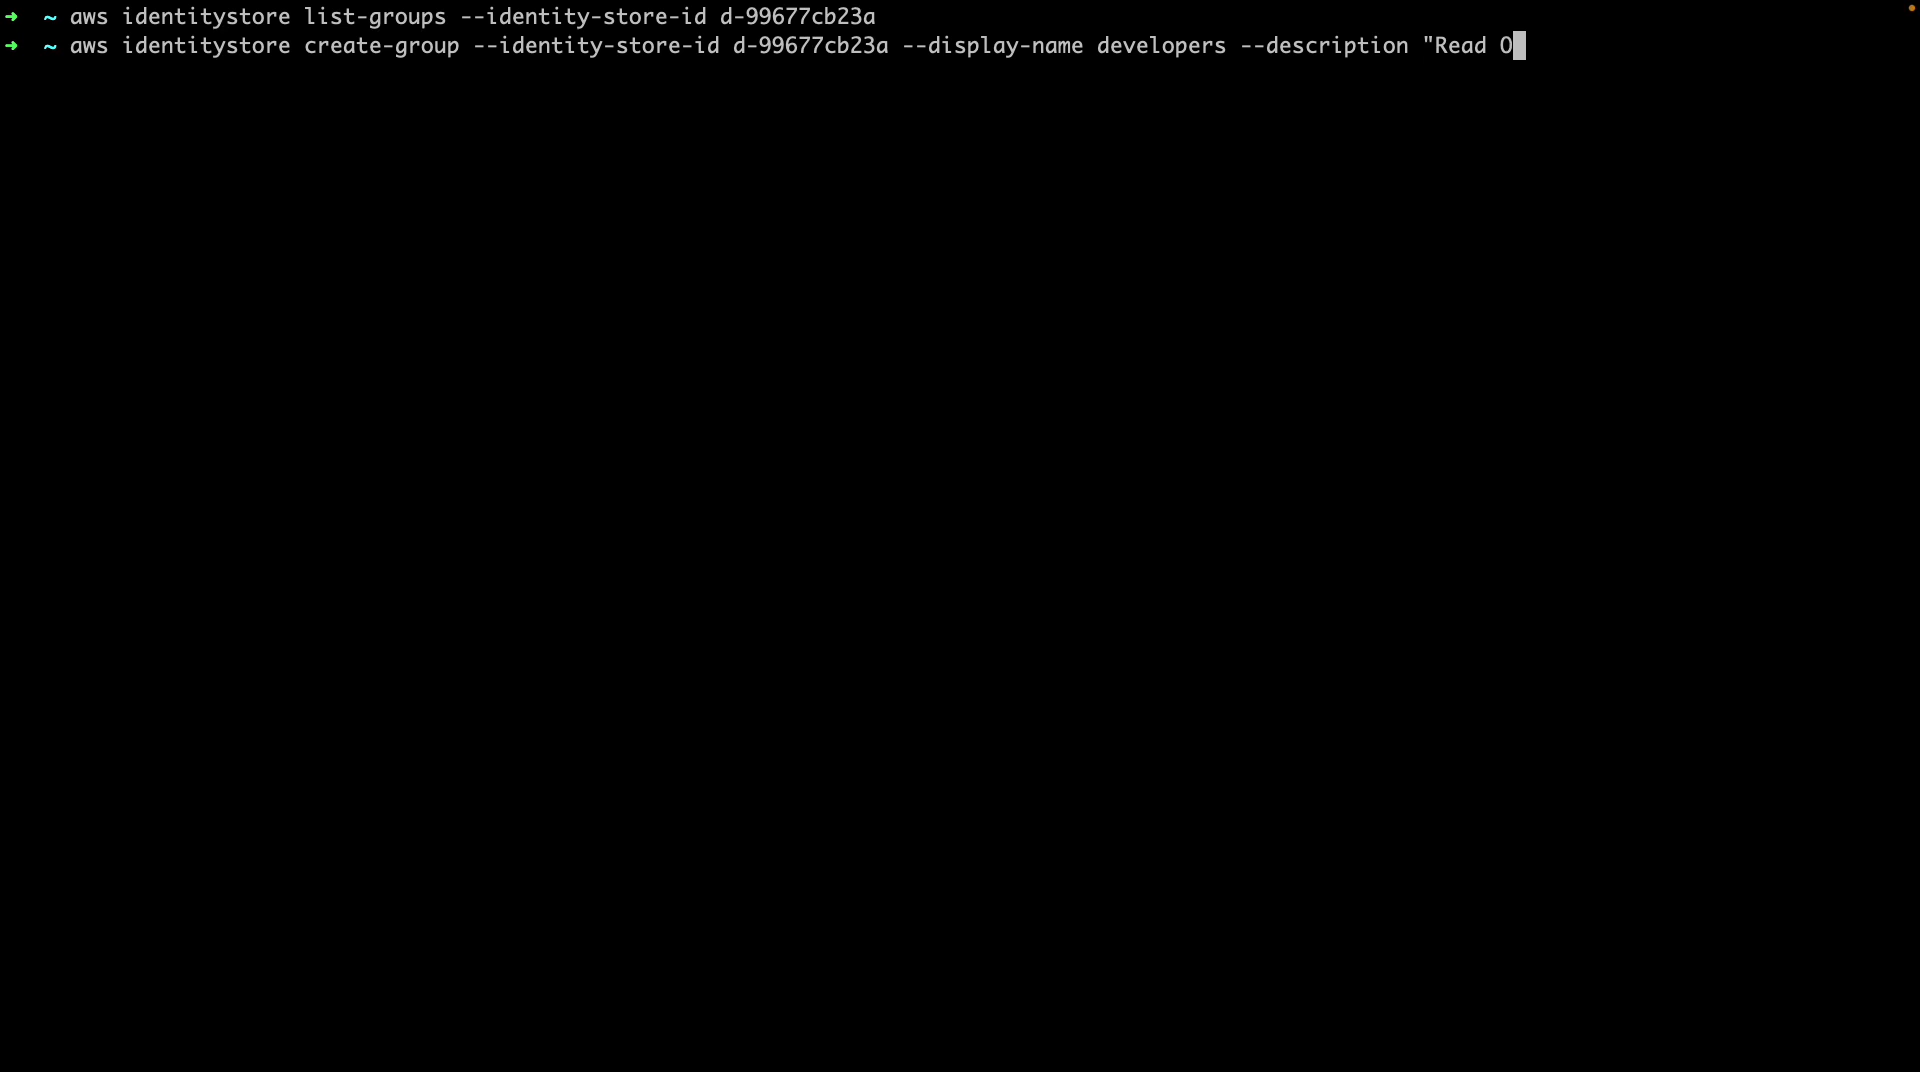 ➜  ~ aws identitystore list-groups --identity-store-id d-99677cb23a
➜  ~ aws identitystore create-group --identity-store-id d-99677cb23a --display-name developers --description "Read O